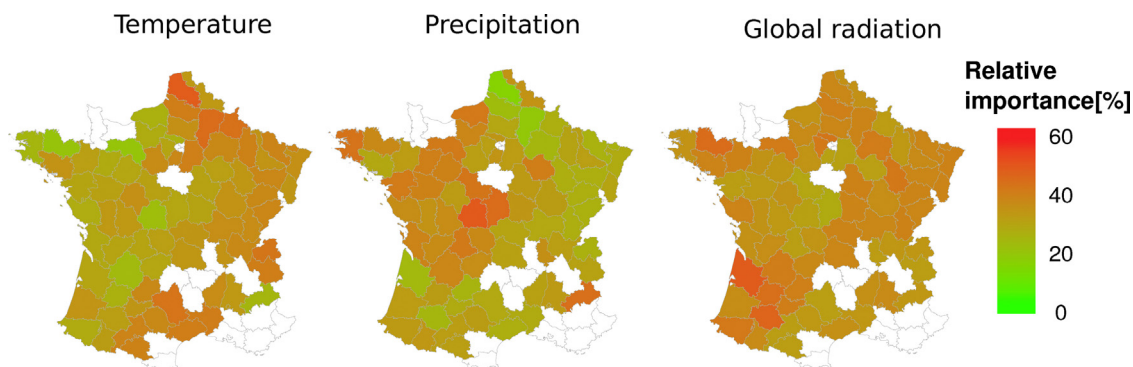 Temperature
Precipitation
Global radiation
Relative
importance[%]
60
40
20
0